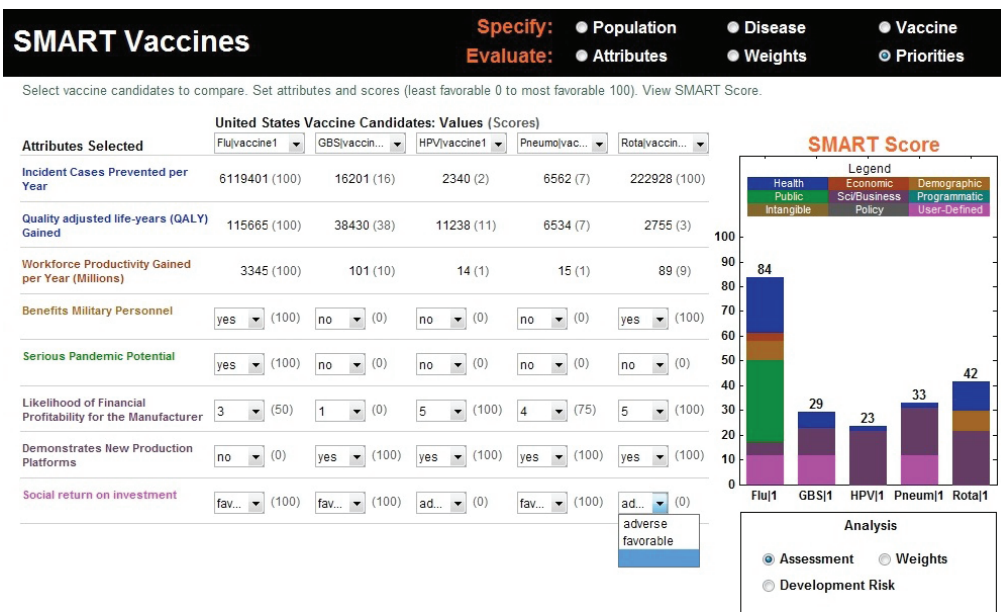 SMART Vaccines
Specify: Population Disease Vaccine
Evaluate: Attributes Weights Priorities
Select vaccine candidates to compare. Set attributes and scores (least favorable 0 to most favorable 100). View SMART Score.
United States Vaccine Candidates: Values (Scores)
Attributes Selected Flu|vaccine1 GBS|vaccin... HPV|vaccine1 Pneumo|vac... Rota|vaccin...
Incident Cases Prevented per
Year
6119401 (100) 16201 (16) 2340 (2) 6562 (7) 222928 (100)
Quality adjusted life-years (QALY)
Gained
115665 (100) 38430 (38) 11238 (11) 6534 (7) 2755 (3)
Workforce Productivity Gained
per Year (Millions)
3345 (100) 101 (10) 14 (1) 15 (1) 89 (9)
Benefits Military Personnel
yes (100) no (0) no (0) no (0) yes (100)
Serious Pandemic Potential
yes (100) no (0) no (0) no (0) no (0)
Likelihood of Financial
Profitability for the Manufacturer
3 (50) 1 (0) 5 (100) 4 (75) 5 (100)
Demonstrates New Production
Platforms
no (0) yes (100) yes (100) yes (100) yes (100)
Social return on investment
fav... (100) fav... (100) ad... (0) fav... (100) ad... (0)
adverse
favorable
SMART Score
Legend
Health Economic Demographic
Public Sci/Business Programmatic
Intangible Policy User-Defined
100
90
80
70
60
50
40
30
20
10
0
84
29
23
33
42
Flu|1 GBS|1 HPV|1 Pneum|1 Rota|1
Analysis
Assessment Weights
Development Risk